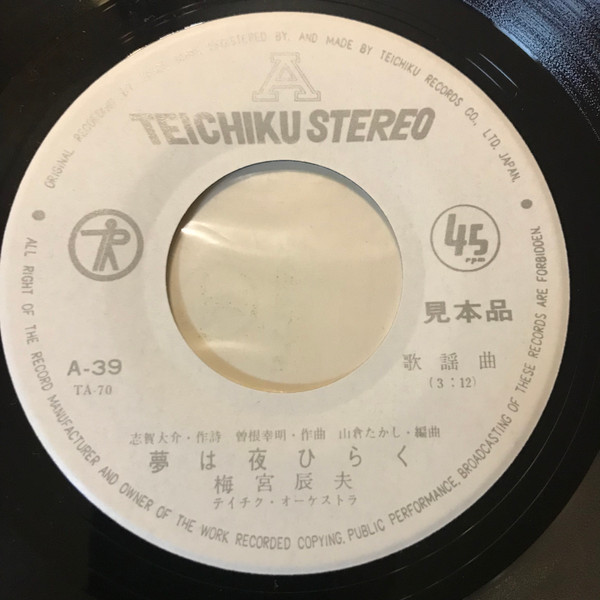 ORIGINAL RECORDING
REGISTERED BY, AND MADE BY TEICHIKU RECORDS CO., LTD. JAPAN.
A
TEICHIKU STEREO
45
rpm
見本品
A-39
TA-70
歌謡曲
(3:12)
志賀大介・作詩 曽根幸明・作曲 山倉たかし・編曲
夢は夜ひらく
梅宮辰夫
テイチク・オーケストラ
ALL RIGHT OF THE RECORD MANUFACTURER AND OWNER OF THE WORK RECORDED COPYING, PUBLIC PERFORMANCE, BROADCASTING OF THESE RECORDS ARE FORBIDDEN.